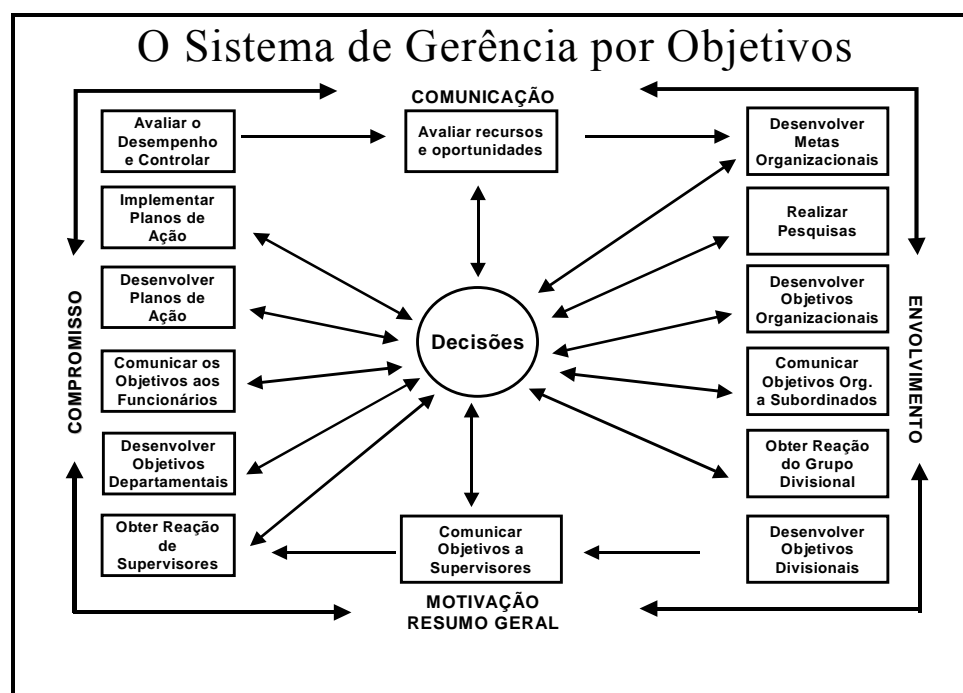 O Sistema de Gerência por Objetivos
COMUNICAÇÃO
Avaliar o
Desempenho
e Controlar
Avaliar recursos
e oportunidades
Desenvolver
Metas
Organizacionais
Implementar
Planos de
Ação
Realizar
Pesquisas
Desenvolver
Planos de
Ação
Desenvolver
Objetivos
Organizacionais
COMPROMISSO
Decisões
ENVOLVIMENTO
Comunicar os
Objetivos aos
Funcionários
Comunicar
Objetivos Org.
a Subordinados
Desenvolver
Objetivos
Departamentais
Obter Reação
do Grupo
Divisional
Obter Reação
de
Supervisores
Comunicar
Objetivos a
Supervisores
Desenvolver
Objetivos
Divisionais
MOTIVAÇÃO
RESUMO GERAL